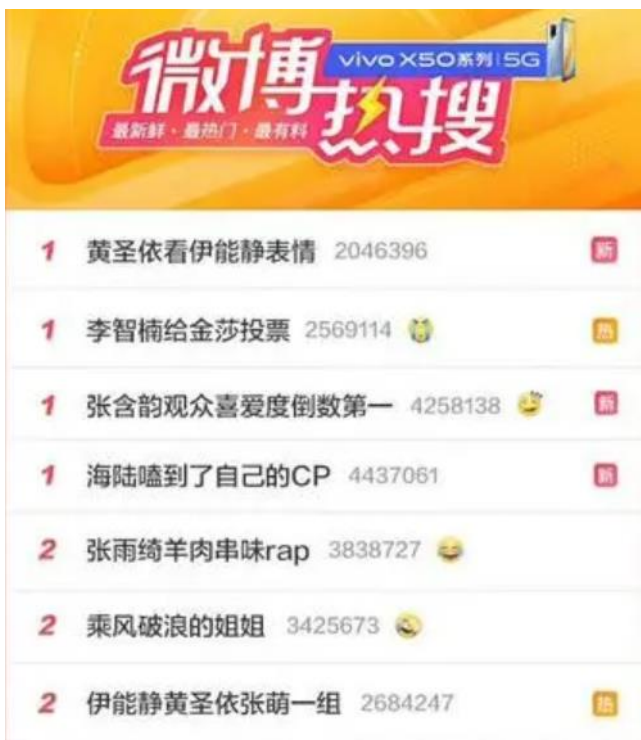 微博热搜
vivo X50系列|5G
最新鲜·最热门·最有料
1 黄圣依看伊能静表情 2046396 新
1 李智楠给金莎投票 2569114 热
1 张含韵观众喜爱度倒数第一 4258138 新
1 海陆嗑到了自己的CP 4437061 新
2 张雨绮羊肉串味rap 3838727
2 乘风破浪的姐姐 3425673
2 伊能静黄圣依张萌一组 2684247 热